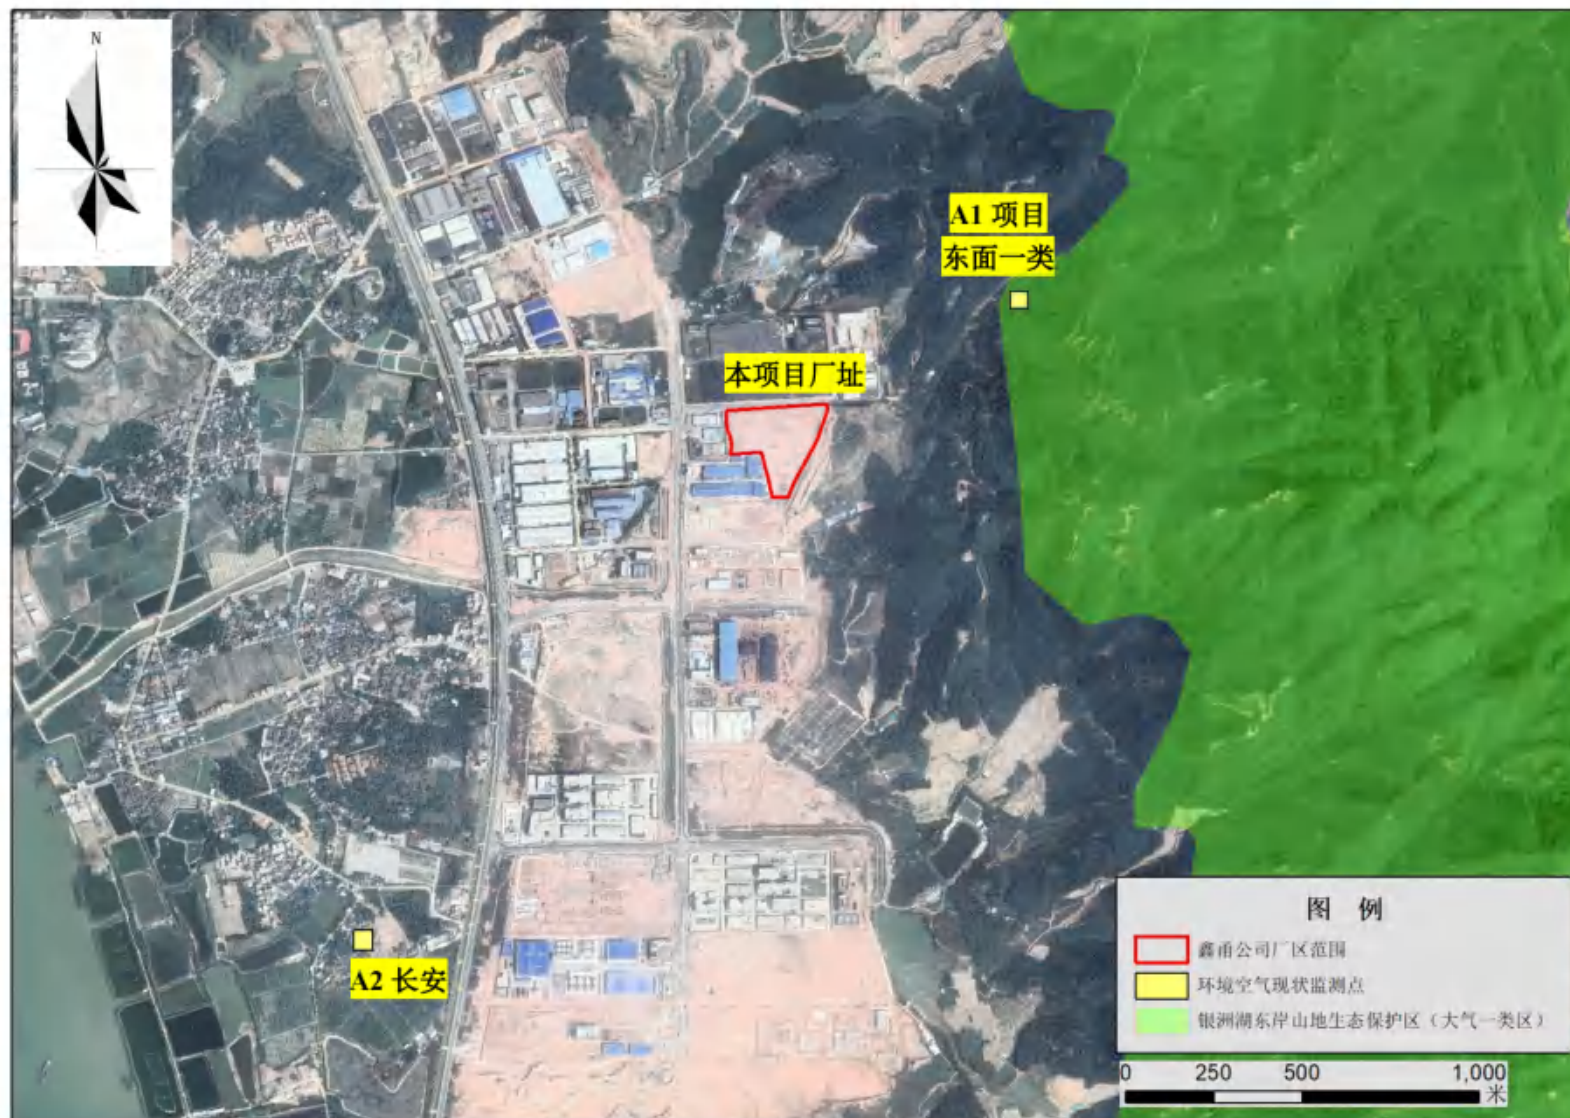 N
A1 项目
东面一类
本项目厂址
A2 长安
图 例
鑫甬公司厂区范围
环境空气现状监测点
银洲湖东岸山地生态保护区（大气一类区）
0 250 500 1,000
米